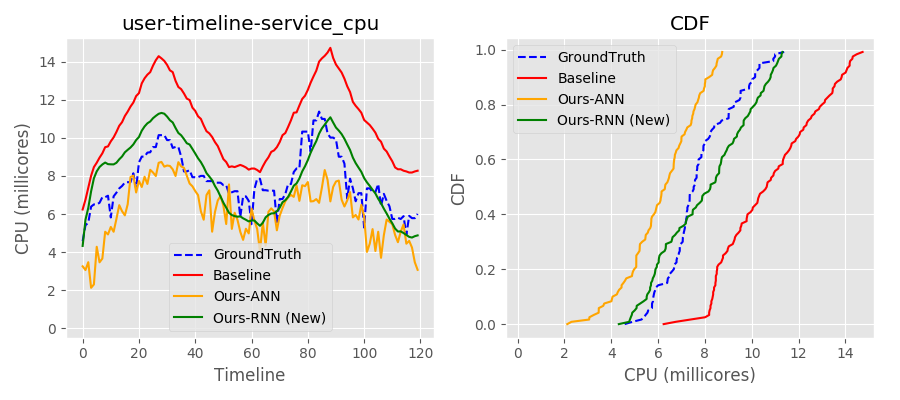 user-timeline-service_cpu
CPU (millicores)
14
12
10
8
6
4
2
0
GroundTruth
Baseline
Ours-ANN
Ours-RNN (New)
0 20 40 60 80 100 120
Timeline
CDF
CDF
1.0
0.8
0.6
0.4
0.2
0.0
GroundTruth
Baseline
Ours-ANN
Ours-RNN (New)
0 2 4 6 8 10 12 14
CPU (millicores)